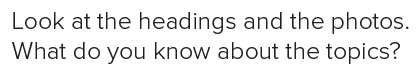 Look at the headings and the photos.
What do you know about the topics?